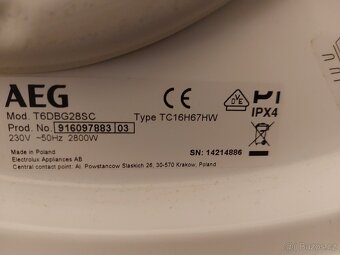 AEG
Mod. T6DBG28SC
Type TC16H67HW
Prod. No. 916097883 03
230V ~50Hz 2800W
IPX4
Made in Poland
Electrolux Appliances AB
Central contact point: Al. Powstancow Slaskich 26, 30-570 Krakow, Poland
SN: 14214886